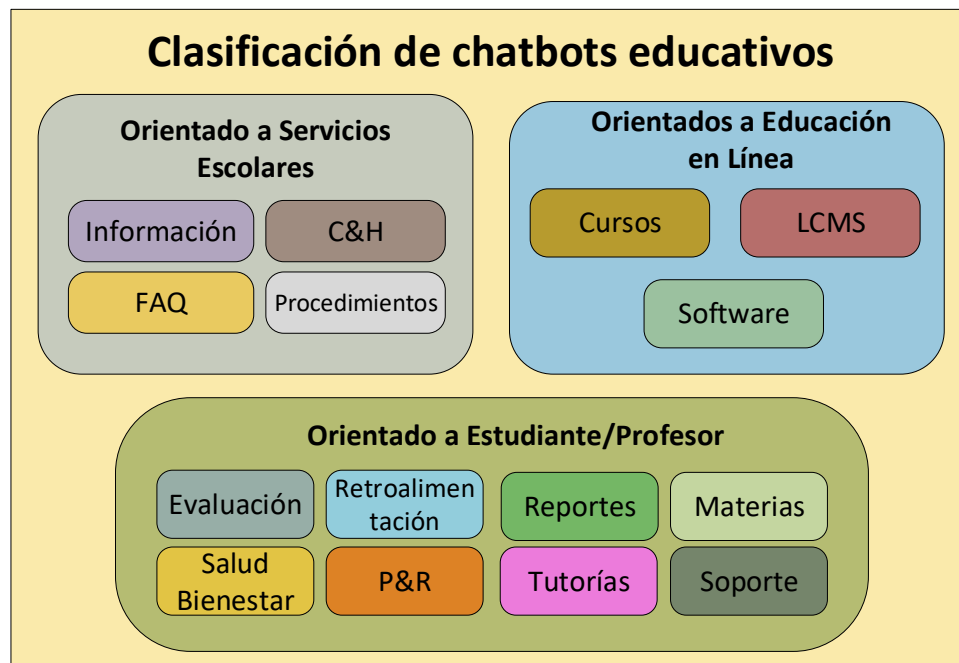 Clasificación de chatbots educativos
Orientado a Servicios
Escolares
Información
C&H
FAQ
Procedimientos
Orientados a Educación
en Línea
Cursos
LCMS
Software
Orientado a Estudiante/Profesor
Evaluación
Retroalimen
tación
Reportes
Materias
Salud
Bienestar
P&R
Tutorías
Soporte